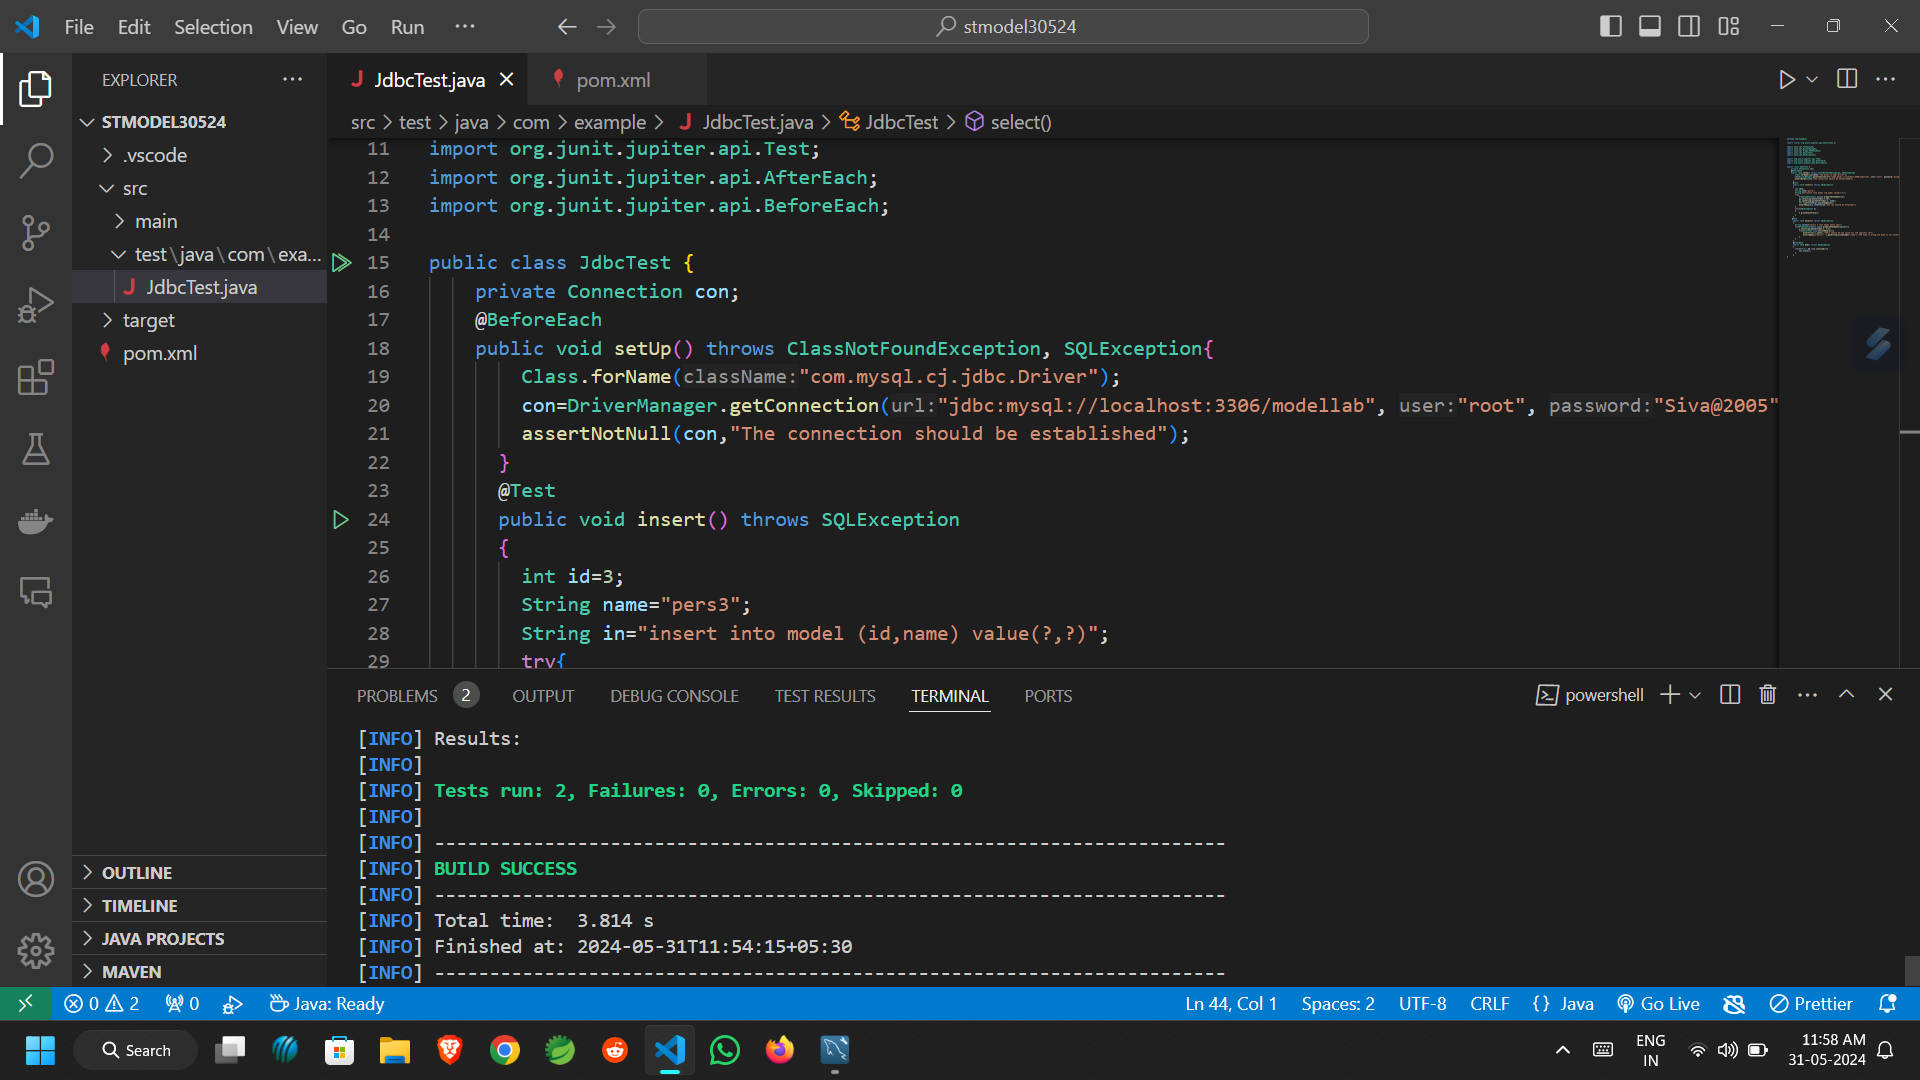 File Edit Selection View Go Run ··· stmodel30524
EXPLORER ···
STMODEL30524
.vscode
src
main
test\java\com\exa...
JdbcTest.java
target
pom.xml
OUTLINE
TIMELINE
JAVA PROJECTS
MAVEN
JdbcTest.java pom.xml
src > test > java > com > example > JdbcTest.java > JdbcTest > select()
11 import org.junit.jupiter.api.Test;
12 import org.junit.jupiter.api.AfterEach;
13 import org.junit.jupiter.api.BeforeEach;
14
15 public class JdbcTest {
16 private Connection con;
17 @BeforeEach
18 public void setUp() throws ClassNotFoundException, SQLException{
19 Class.forName(className:"com.mysql.cj.jdbc.Driver");
20 con=DriverManager.getConnection(url:"jdbc:mysql://localhost:3306/modellab", user:"root", password:"Siva@2005"
21 assertNotNull(con,"The connection should be established");
22 }
23 @Test
24 public void insert() throws SQLException
25 {
26 int id=3;
27 String name="pers3";
28 String in="insert into model (id,name) value(?,?)";
29 try{
PROBLEMS 2 OUTPUT DEBUG CONSOLE TEST RESULTS TERMINAL PORTS powershell
[INFO] Results:
[INFO]
[INFO] Tests run: 2, Failures: 0, Errors: 0, Skipped: 0
[INFO]
[INFO] ------------------------------------------------------------------------
[INFO] BUILD SUCCESS
[INFO] ------------------------------------------------------------------------
[INFO] Total time:  3.814 s
[INFO] Finished at: 2024-05-31T11:54:15+05:30
[INFO] ------------------------------------------------------------------------
0 2 0 Java: Ready Ln 44, Col 1 Spaces: 2 UTF-8 CRLF {} Java Go Live Prettier
Search ENG 11:58 AM
IN 31-05-2024